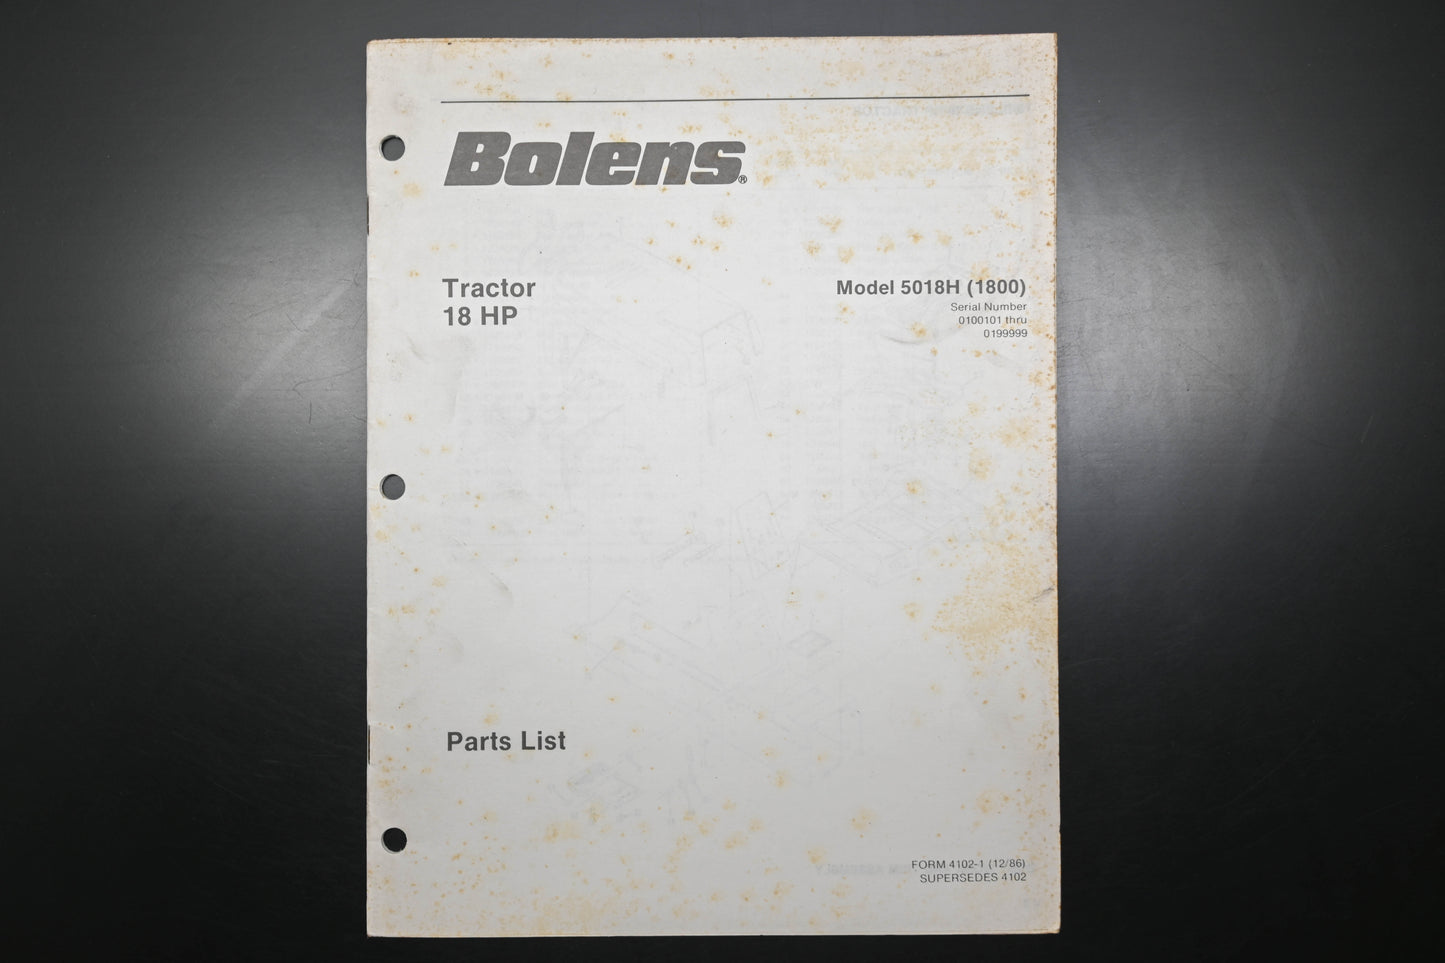 Bolens®
Tractor
18 HP
Model 5018H (1800)
Serial Number
0100101 thru
0199999
Parts List
FORM 4102-1 (12/86)
SUPERSEDES 4102